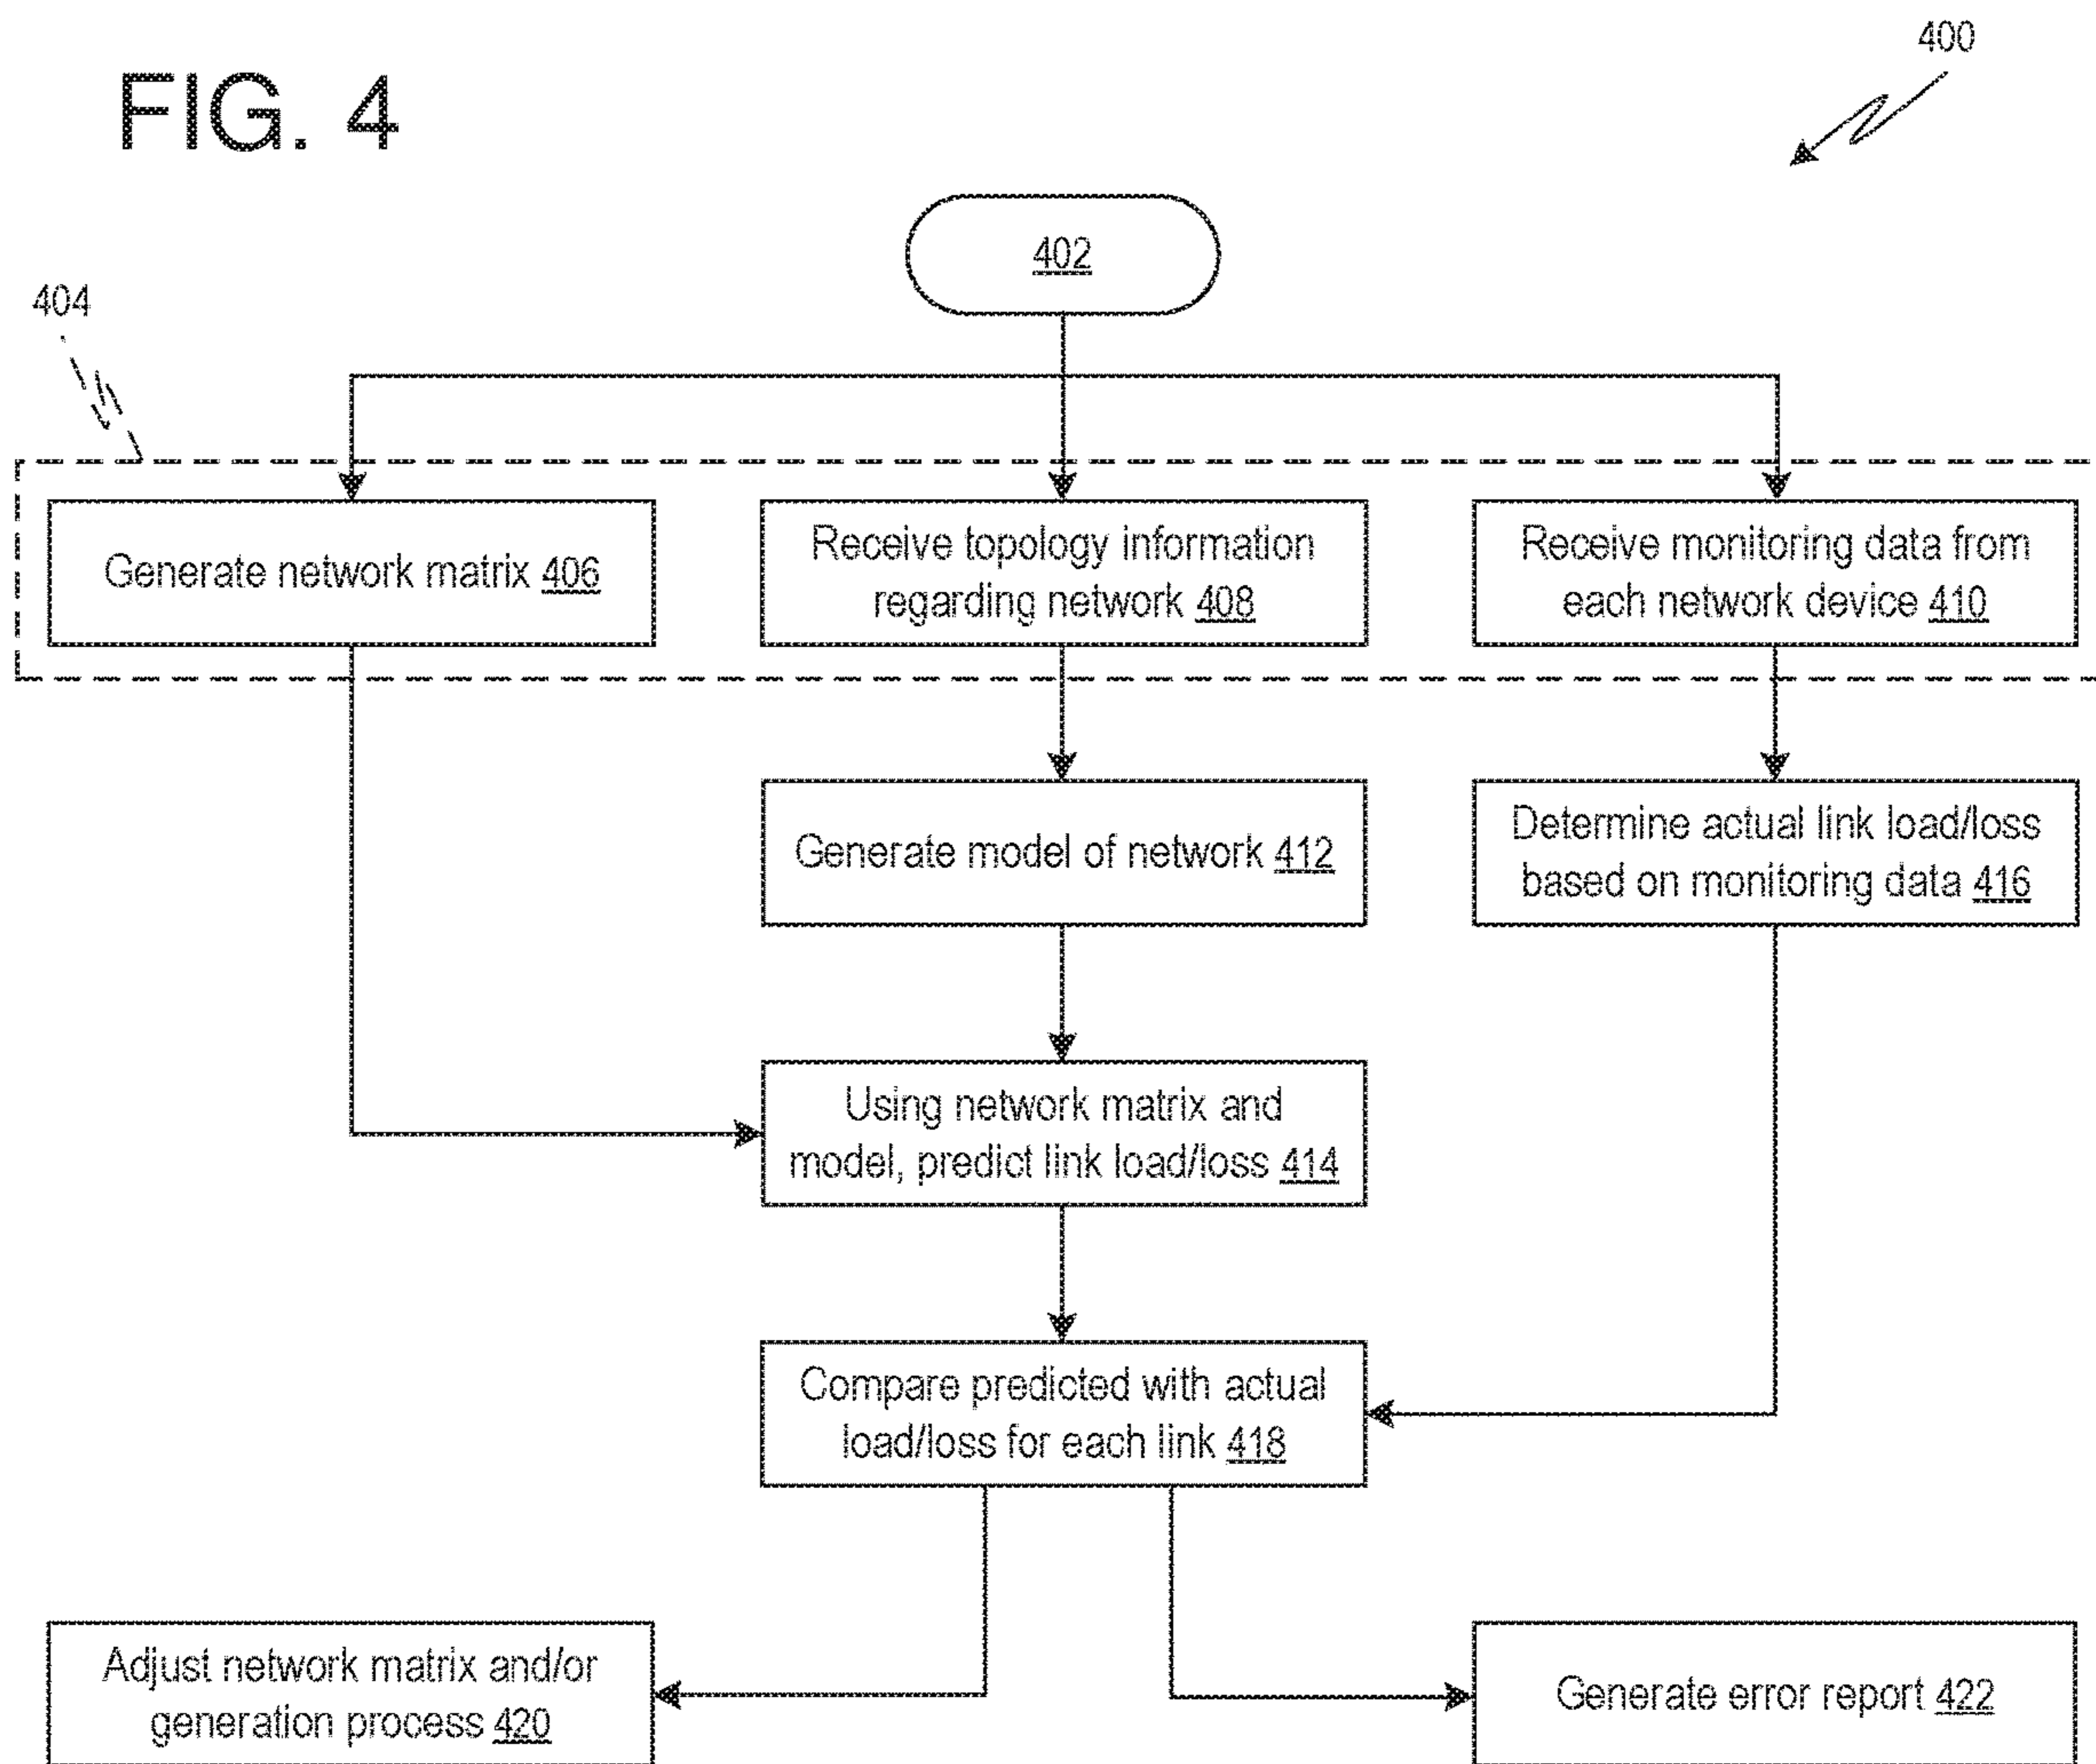 FIG. 4
400
402
404
Generate network matrix 406
Receive topology information
regarding network 408
Receive monitoring data from
each network device 410
Generate model of network 412
Determine actual link load/loss
based on monitoring data 416
Using network matrix and
model, predict link load/loss 414
Compare predicted with actual
load/loss for each link 418
Adjust network matrix and/or
generation process 420
Generate error report 422